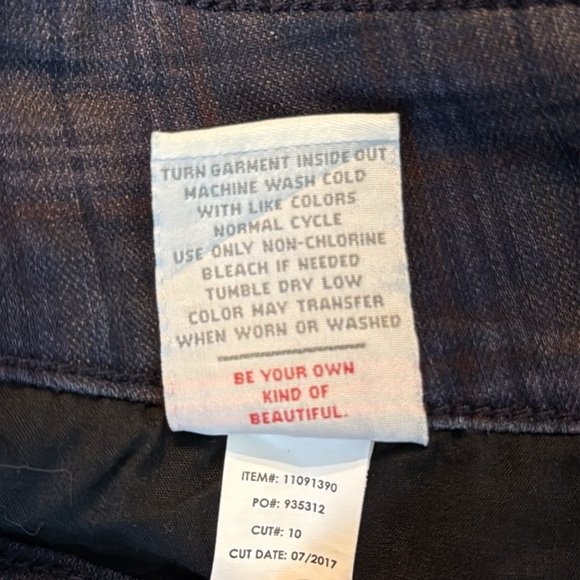 TURN GARMENT INSIDE OUT
MACHINE WASH COLD
WITH LIKE COLORS
NORMAL CYCLE
USE ONLY NON-CHLORINE
BLEACH IF NEEDED
TUMBLE DRY LOW
COLOR MAY TRANSFER
WHEN WORN OR WASHED
BE YOUR OWN
KIND OF
BEAUTIFUL.
ITEM#: 11091390
PO#: 935312
CUT#: 10
CUT DATE: 07/2017